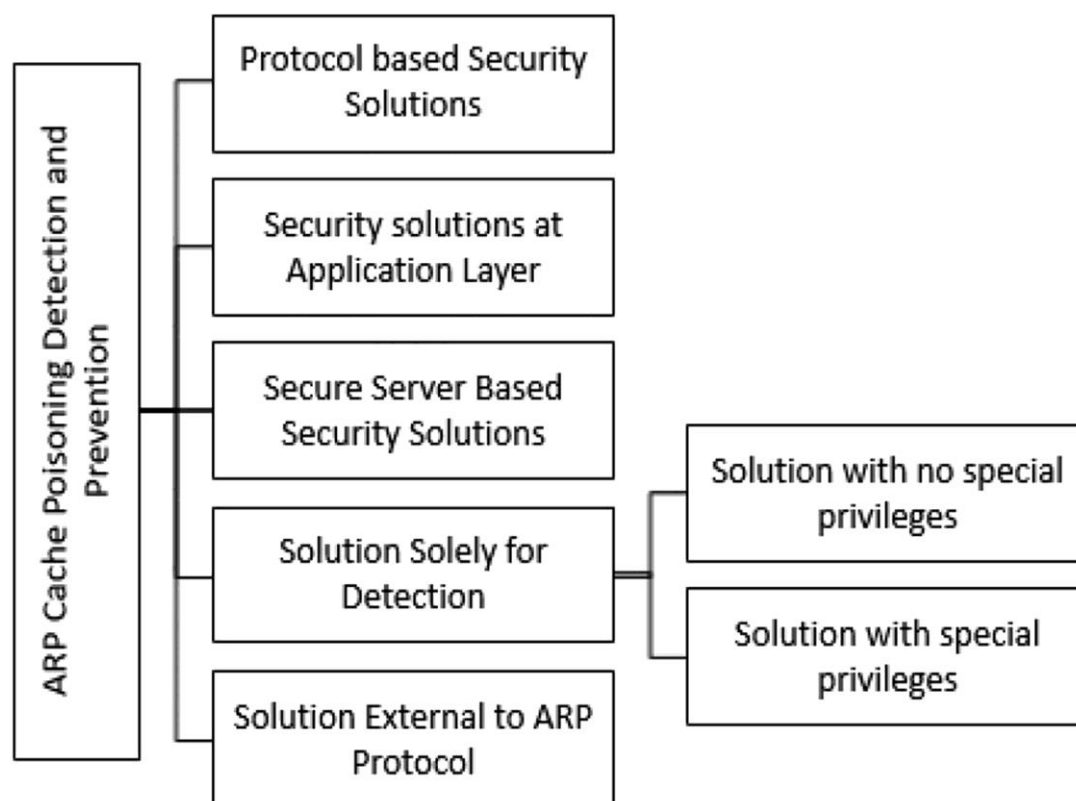 ARP Cache Poisoning Detection and
Prevention
Protocol based Security
Solutions
Security solutions at
Application Layer
Secure Server Based
Security Solutions
Solution Solely for
Detection
Solution External to ARP
Protocol
Solution with no special
privileges
Solution with special
privileges